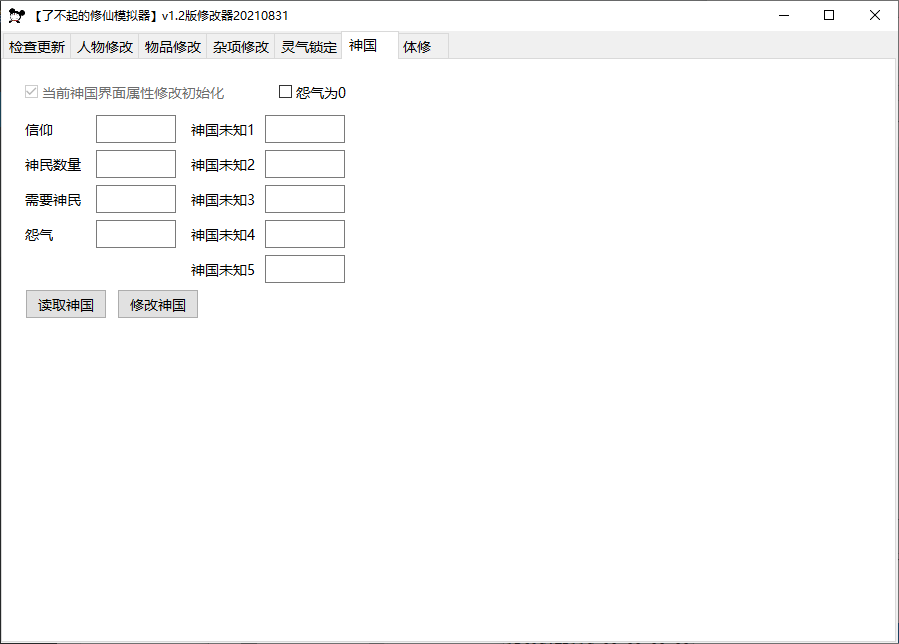 【了不起的修仙模拟器】v1.2版修改器20210831
检查更新 人物修改 物品修改 杂项修改 灵气锁定 神国 体修
当前神国界面属性修改初始化 怨气为0
信仰 神国未知1
神民数量 神国未知2
需要神民 神国未知3
怨气 神国未知4
神国未知5
读取神国 修改神国